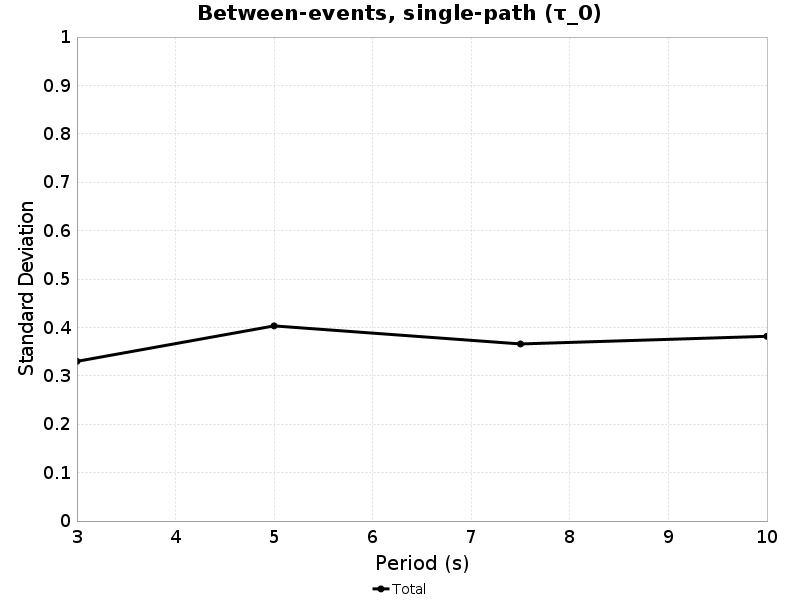 Between-events, single-path (τ_0)
1
0.9
0.8
0.7
0.6
0.5
0.4
0.3
0.2
0.1
0
Standard Deviation
3 4 5 6 7 8 9 10
Period (s)
Total